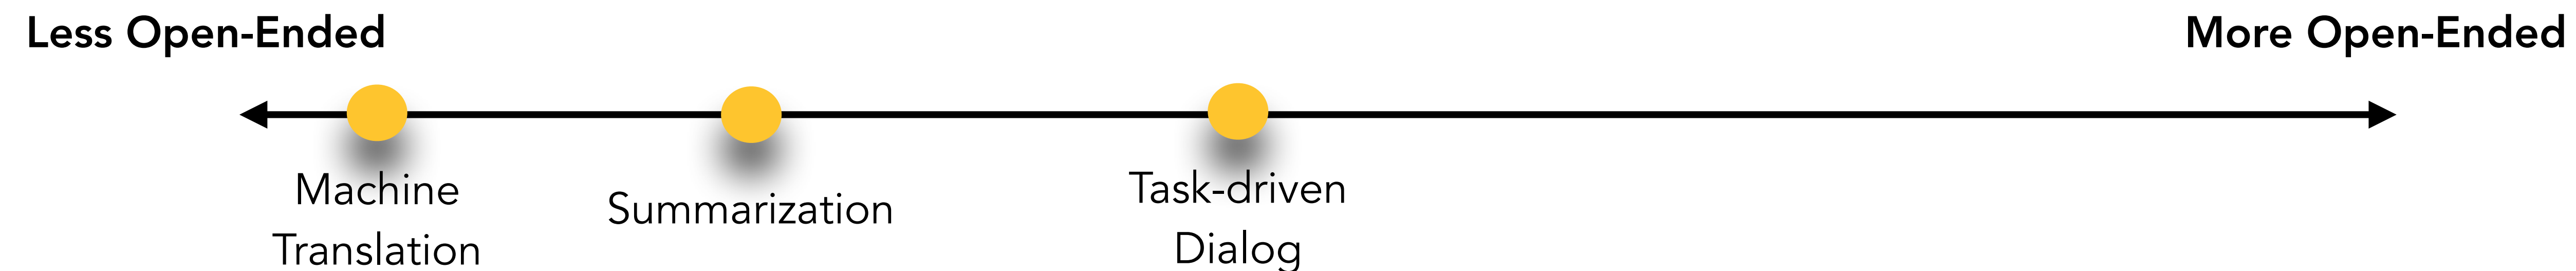 Less Open-Ended
More Open-Ended
Machine
Translation
Summarization
Task-driven
Dialog